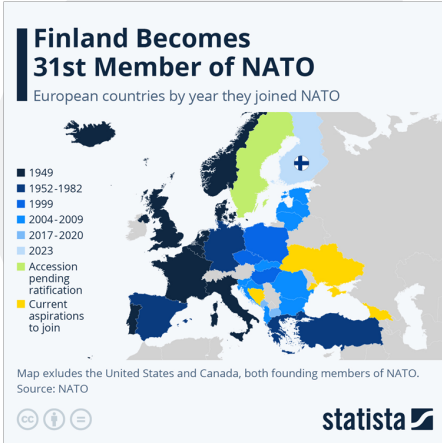 Finland Becomes
31st Member of NATO
European countries by year they joined NATO
1949
1952-1982
1999
2004-2009
2017-2020
2023
Accession
pending
ratification
Current
aspirations
to join
Map exludes the United States and Canada, both founding members of NATO.
Source: NATO
cc
statista